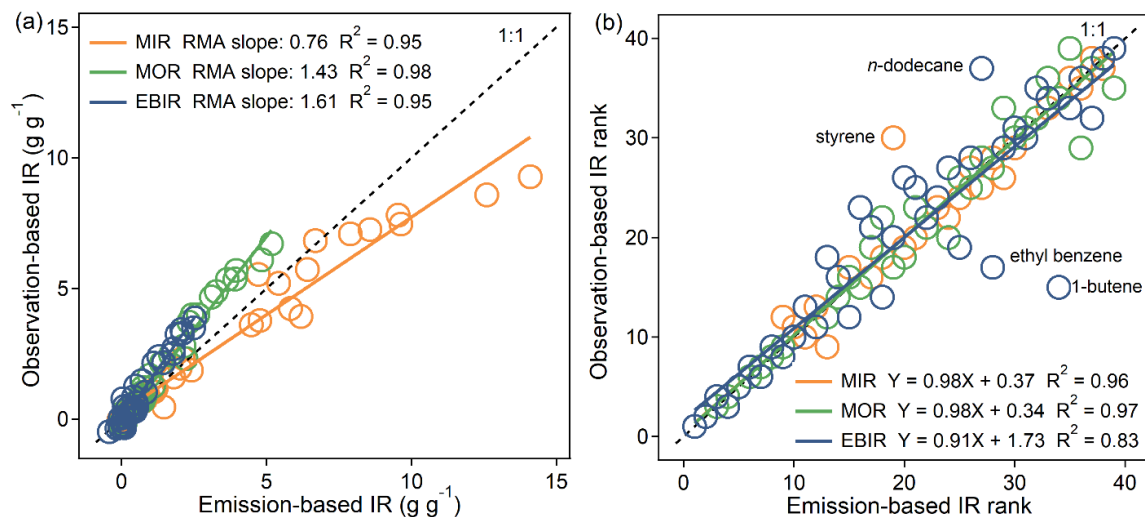 (a)
15
10
5
0
Observation-based IR (g g⁻¹)
MIR RMA slope: 0.76 R² = 0.95
MOR RMA slope: 1.43 R² = 0.98
EBIR RMA slope: 1.61 R² = 0.95
1:1
0 5 10 15
Emission-based IR (g g⁻¹)
(b)
40
30
20
10
0
Observation-based IR rank
1:1
n-dodecane
styrene
ethyl benzene
1-butene
MIR Y = 0.98X + 0.37 R² = 0.96
MOR Y = 0.98X + 0.34 R² = 0.97
EBIR Y = 0.91X + 1.73 R² = 0.83
0 10 20 30 40
Emission-based IR rank